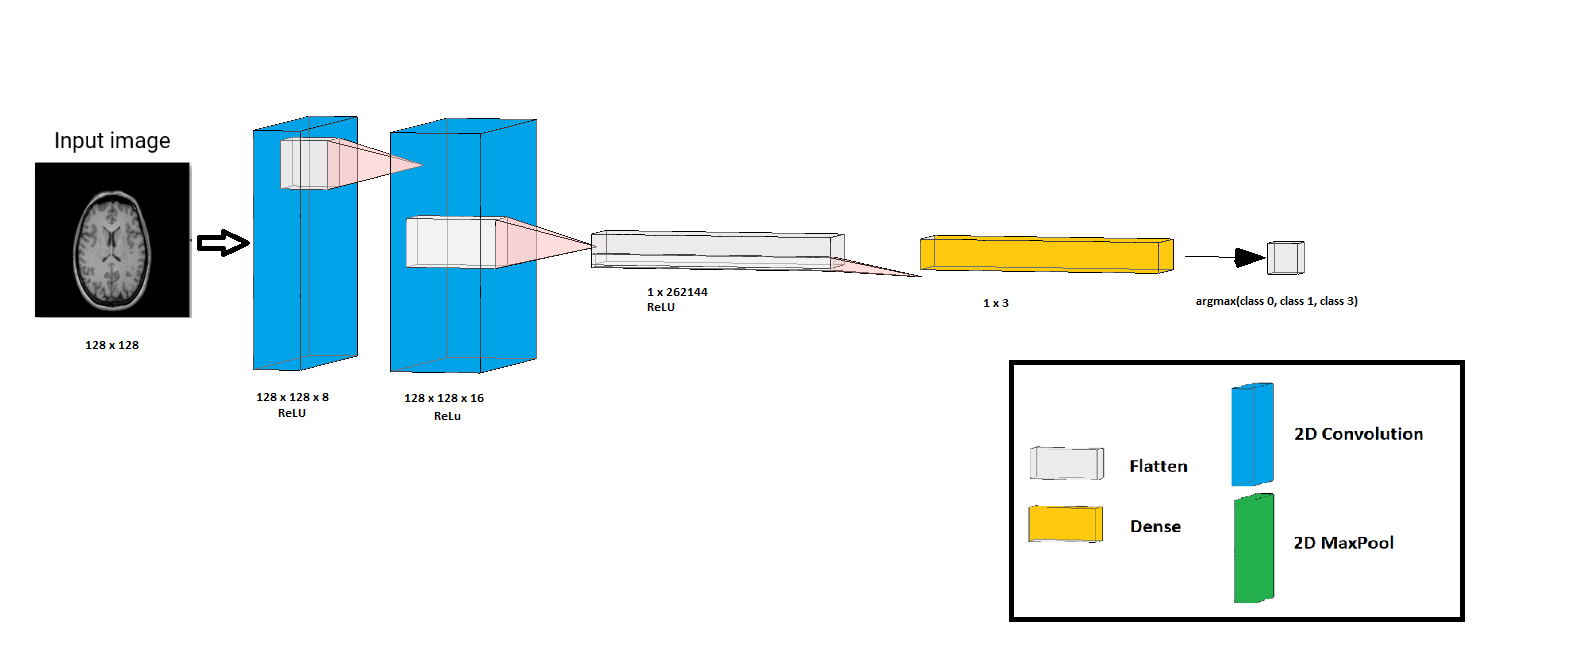 Input image
128 x 128
128 x 128 x 8
ReLU
128 x 128 x 16
ReLu
1 x 262144
ReLU
1 x 3
argmax(class 0, class 1, class 3)
Flatten
Dense
2D Convolution
2D MaxPool